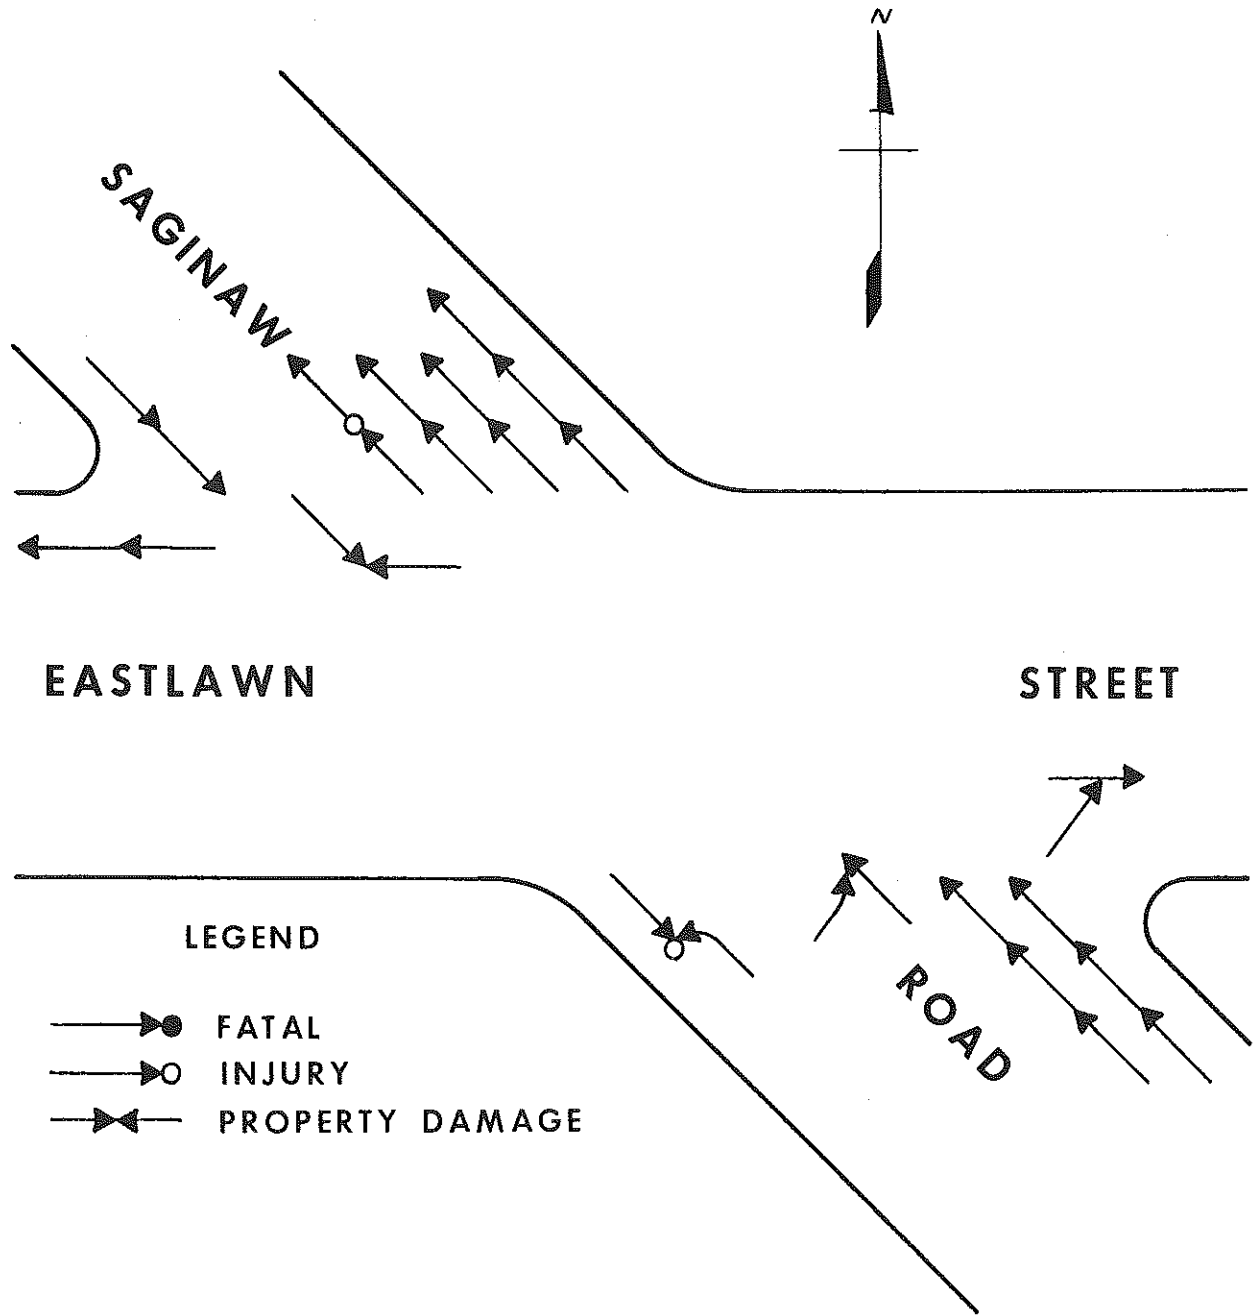 N
SAGINAW
EASTLAWN STREET
ROAD
LEGEND
FATAL
INJURY
PROPERTY DAMAGE